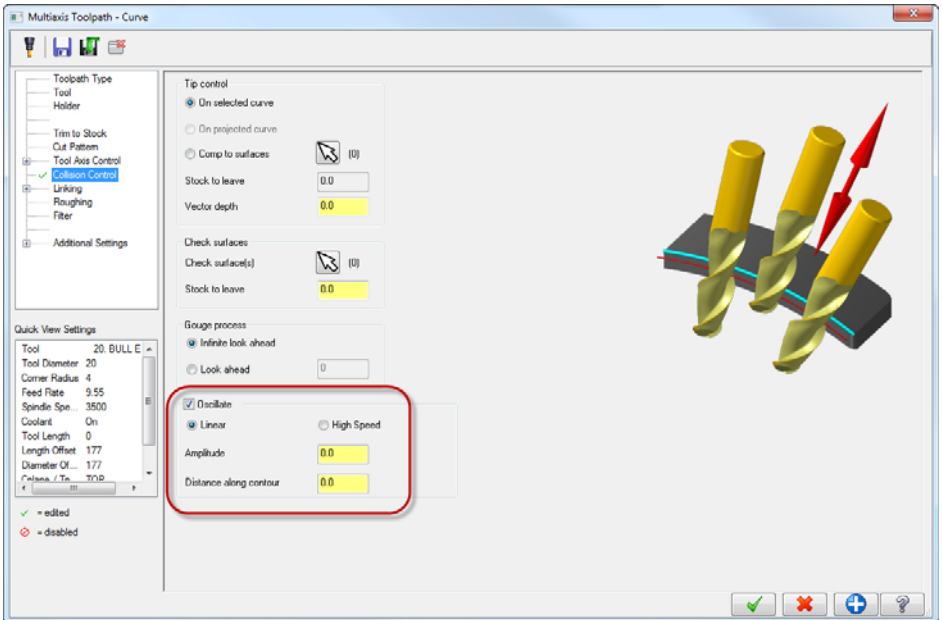 Multiaxis Toolpath - Curve
Toolpath Type
Tool
Holder
Trim to Stock
Cut Pattern
Tool Axis Control
Collision Control
Linking
Roughing
Filter
Additional Settings
Quick View Settings
Tool 20. BULL E
Tool Diameter 20
Corner Radius 4
Feed Rate 9.55
Spindle Spe... 3500
Coolant On
Tool Length 0
Length Offset 177
Diameter Of... 177
Cplane / Tp TOP
✓ = edited
= disabled
Tip control
On selected curve
On projected curve
Comp to surfaces (0)
Stock to leave 0.0
Vector depth 0.0
Check surfaces
Check surface(s) (0)
Stock to leave 0.0
Gouge process
Infinite look ahead
Look ahead 0
Oscillate
Linear High Speed
Amplitude 0.0
Distance along contour 0.0